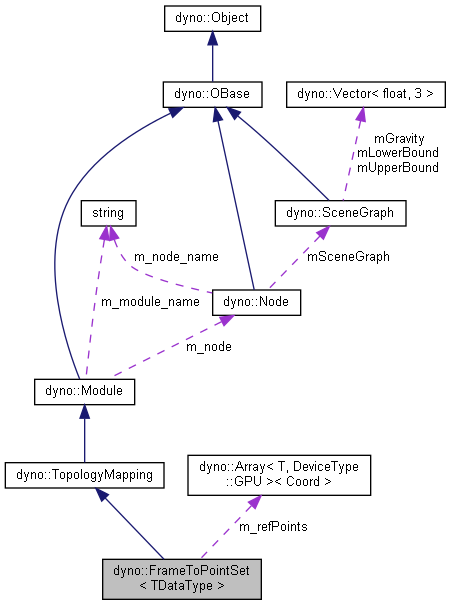 dyno::Object
dyno::OBase
dyno::Vector< float, 3 >
mGravity
mLowerBound
mUpperBound
string
dyno::SceneGraph
m_node_name
mSceneGraph
m_module_name
dyno::Node
m_node
dyno::Module
dyno::TopologyMapping
dyno::Array< T, DeviceType
::GPU >< Coord >
m_refPoints
dyno::FrameToPointSet
< TDataType >